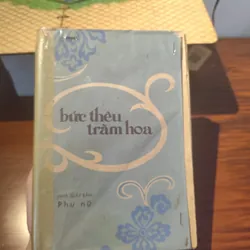 bức thêu
trăm hoa
phụ nữ